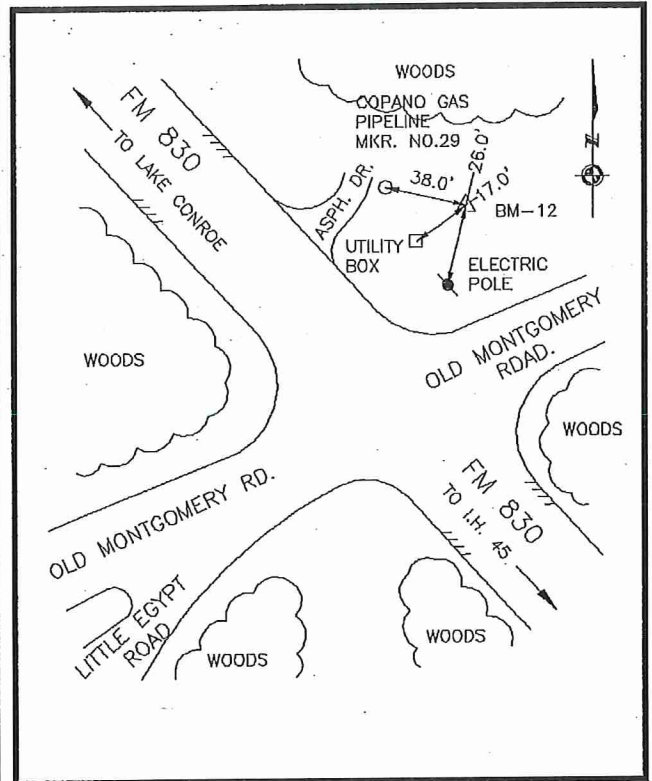 WOODS
COPANO GAS
PIPELINE
MKR. NO.29
FM 830
TO LAKE CONROE
ASPH. DR.
38.0'
26.0'
17.0'
BM-12
N
UTILITY
BOX
ELECTRIC
POLE
WOODS
OLD MONTGOMERY
RDAD.
WOODS
FM 830
TO I.H. 45.
OLD MONTGOMERY RD.
LITTLE EGYPT
ROAD
WOODS
WOODS